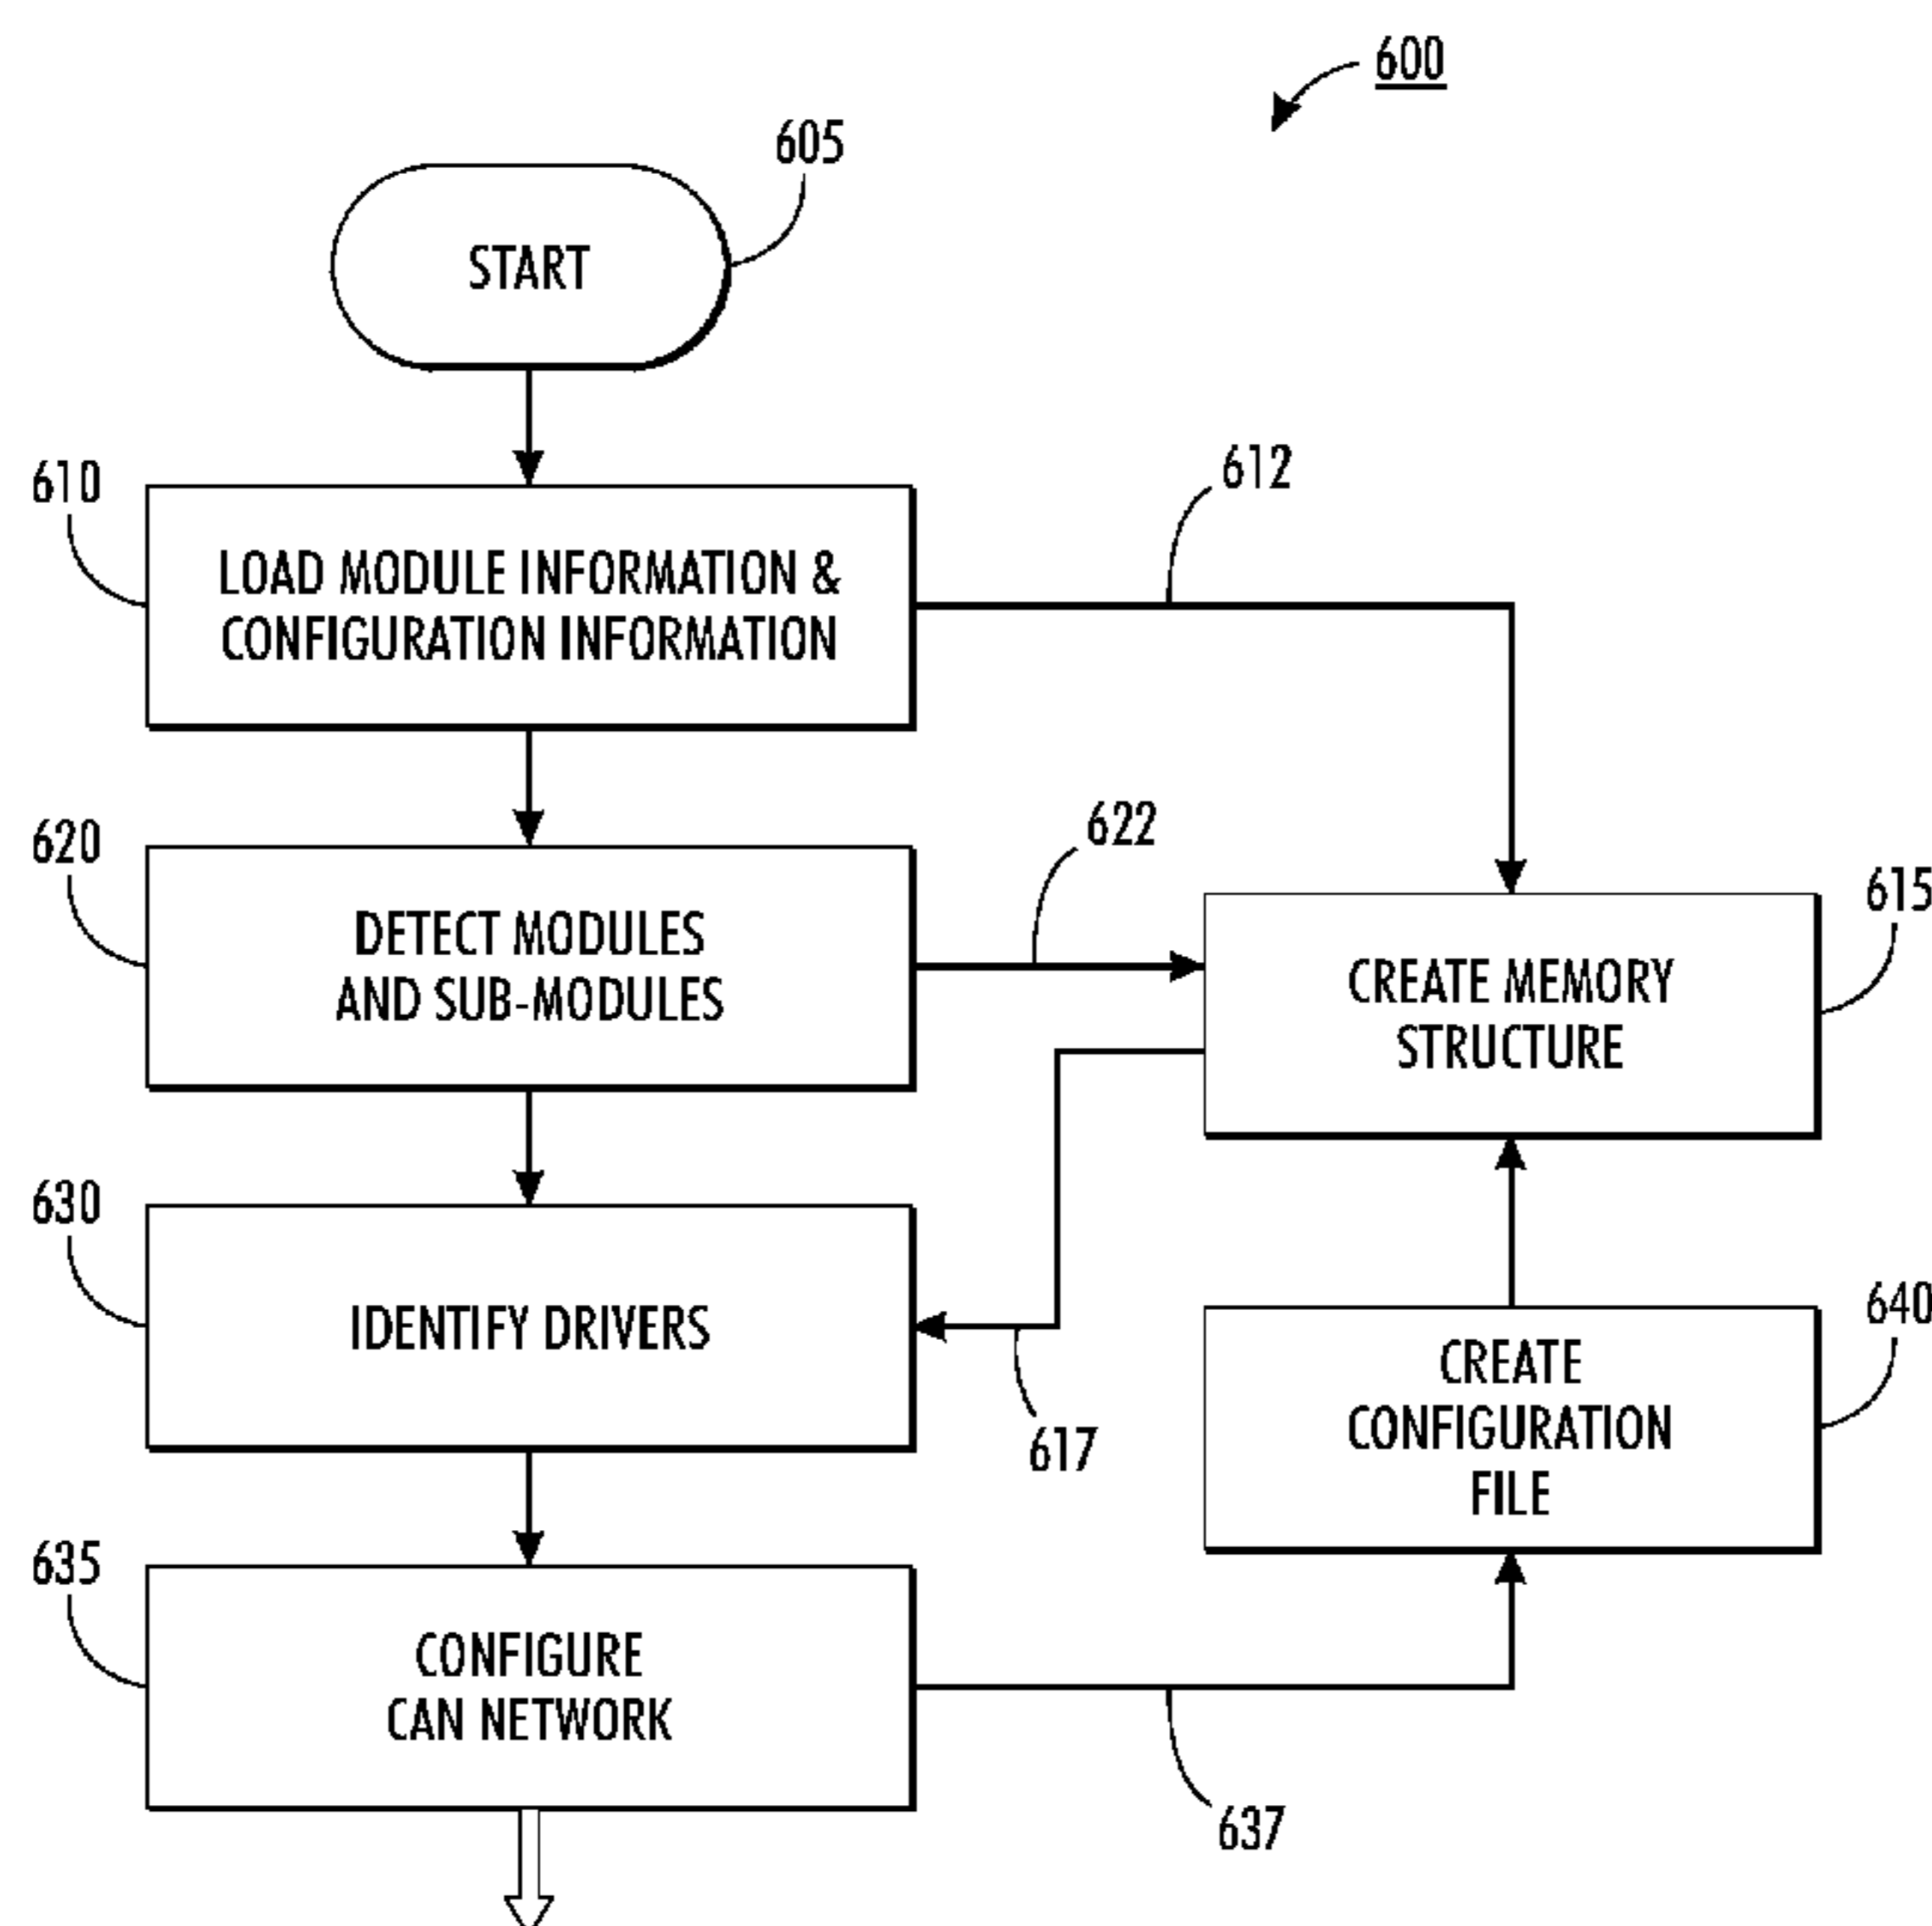 600
605
START
610
LOAD MODULE INFORMATION &
CONFIGURATION INFORMATION
612
620
DETECT MODULES
AND SUB-MODULES
622
615
CREATE MEMORY
STRUCTURE
630
IDENTIFY DRIVERS
617
640
CREATE
CONFIGURATION
FILE
635
CONFIGURE
CAN NETWORK
637